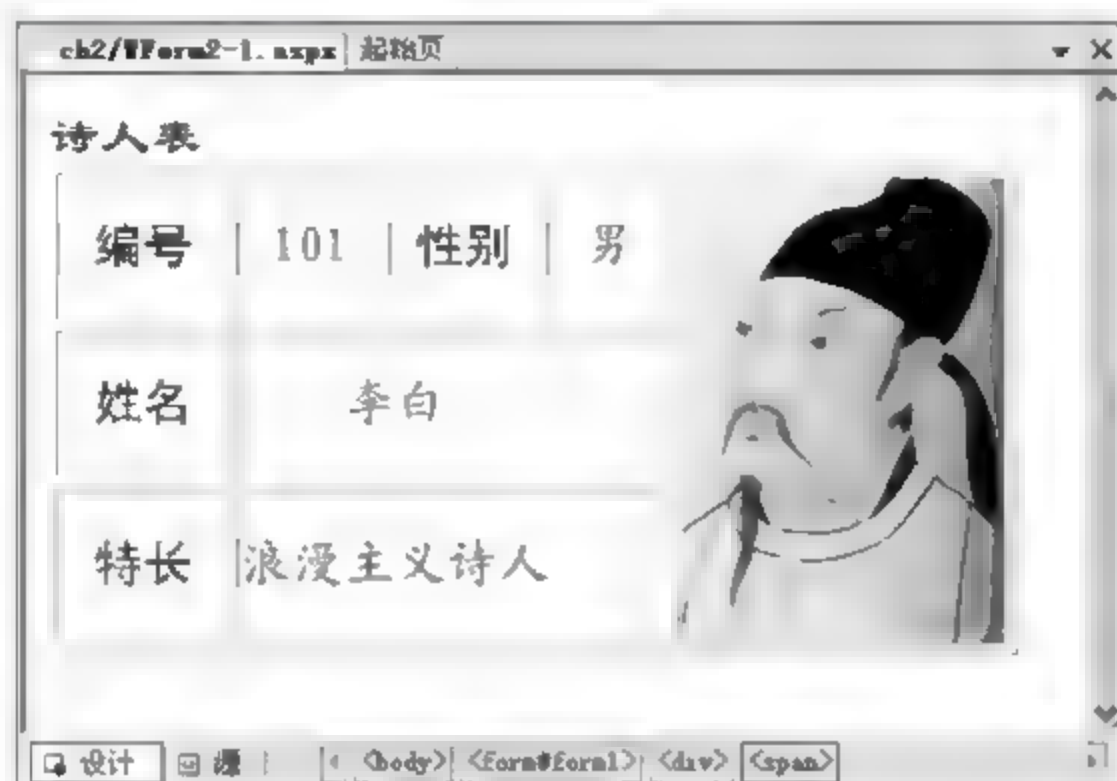 ch2/WForm2-1.aspx 起始页
诗人表
编号 101 性别 男
姓名 李白
特长 浪漫主义诗人
设计 源 <body> <form#form1> <div> <span>